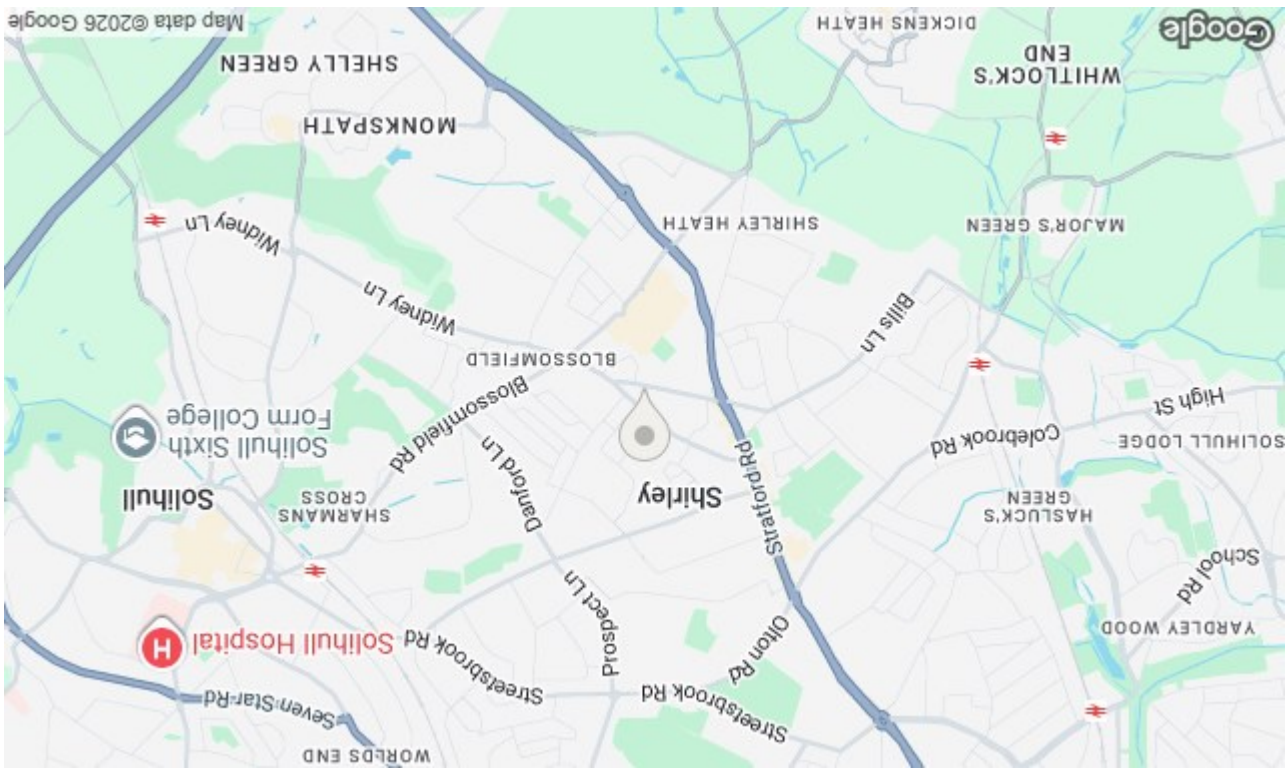 WORLDS END
Seven Star Rd
Streetsbrook Rd
YARDLEY WOOD
Olton Rd
Prospect Ln
Streetsbrook Rd
Solihull Hospital
School Rd
HASLUCK'S
GREEN
Stratford Rd
Shirley
Danford Ln
SHARMANS
CROSS
Solihull
SOLIHULL LODGE
Colebrook Rd
High St
Blossomfield Rd
Solihull Sixth
Form College
BLOSSOMFIELD
Bills Ln
Widney Ln
Widney Ln
MAJOR'S GREEN
SHIRLEY HEATH
MONKSPATH
WHITLOCK'S
END
SHELLY GREEN
DICKENS HEATH
Google
Map data ©2026 Google